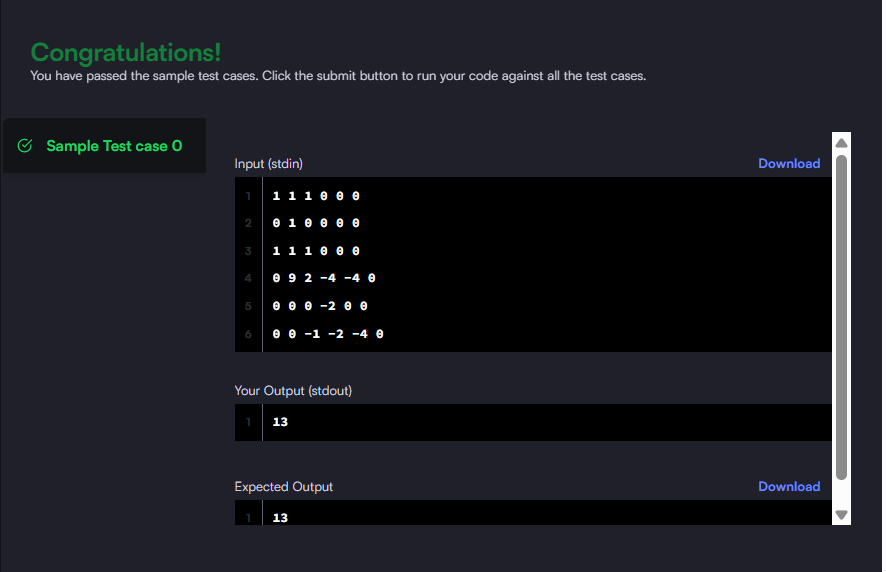 Congratulations!
You have passed the sample test cases. Click the submit button to run your code against all the test cases.
Sample Test case 0
Input (stdin)
Download
1 1 1 1 0 0 0
2 0 1 0 0 0 0
3 1 1 1 0 0 0
4 0 9 2 -4 -4 0
5 0 0 0 -2 0 0
6 0 0 -1 -2 -4 0
Your Output (stdout)
1 13
Expected Output
Download
1 13